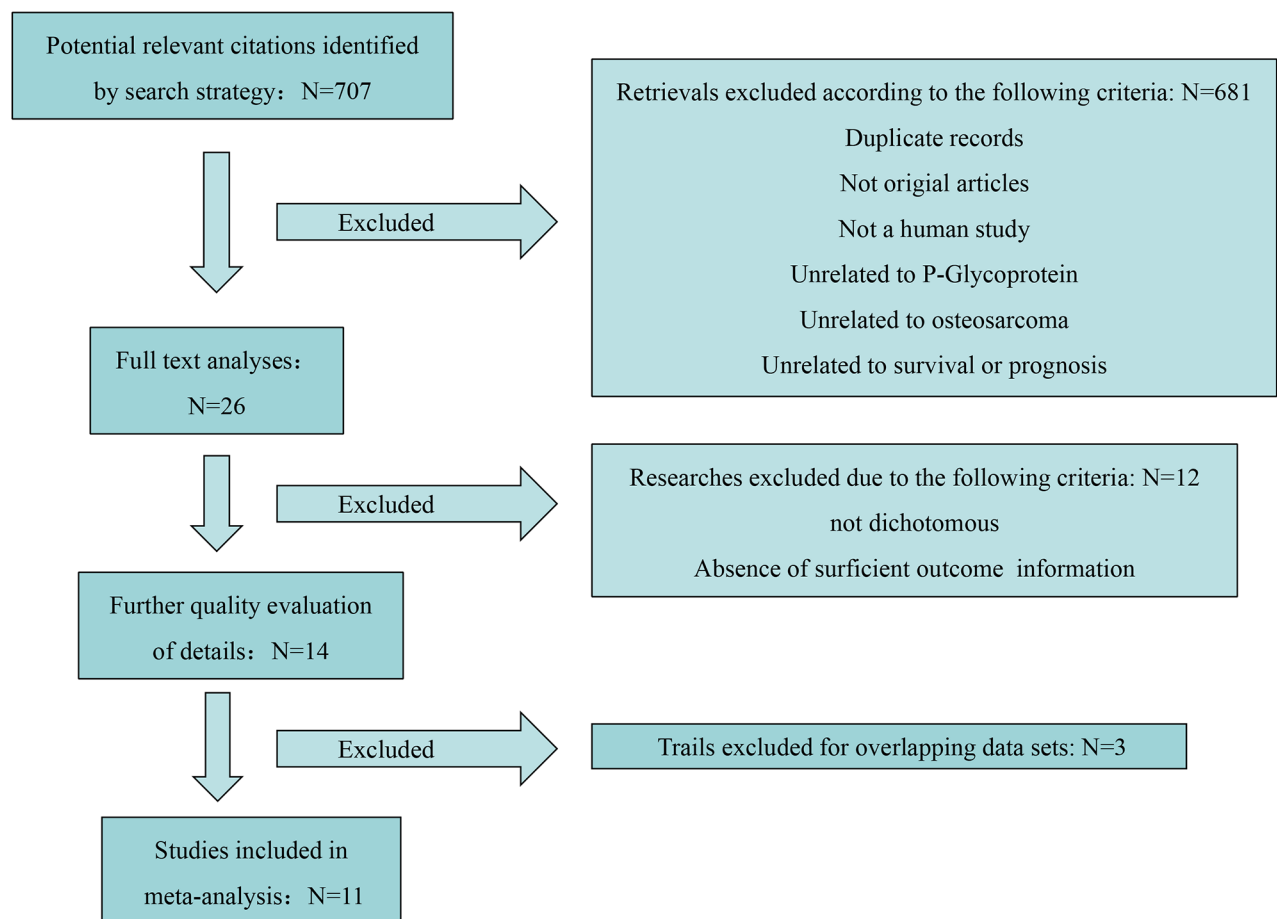 Potential relevant citations identified
by search strategy：N=707
Retrievals excluded according to the following criteria: N=681
Duplicate records
Not origial articles
Not a human study
Unrelated to P-Glycoprotein
Unrelated to osteosarcoma
Unrelated to survival or prognosis
Excluded
Full text analyses：
N=26
Researches excluded due to the following criteria: N=12
not dichotomous
Absence of surficient outcome information
Excluded
Further quality evaluation
of details：N=14
Trails excluded for overlapping data sets: N=3
Excluded
Studies included in
meta-analysis：N=11